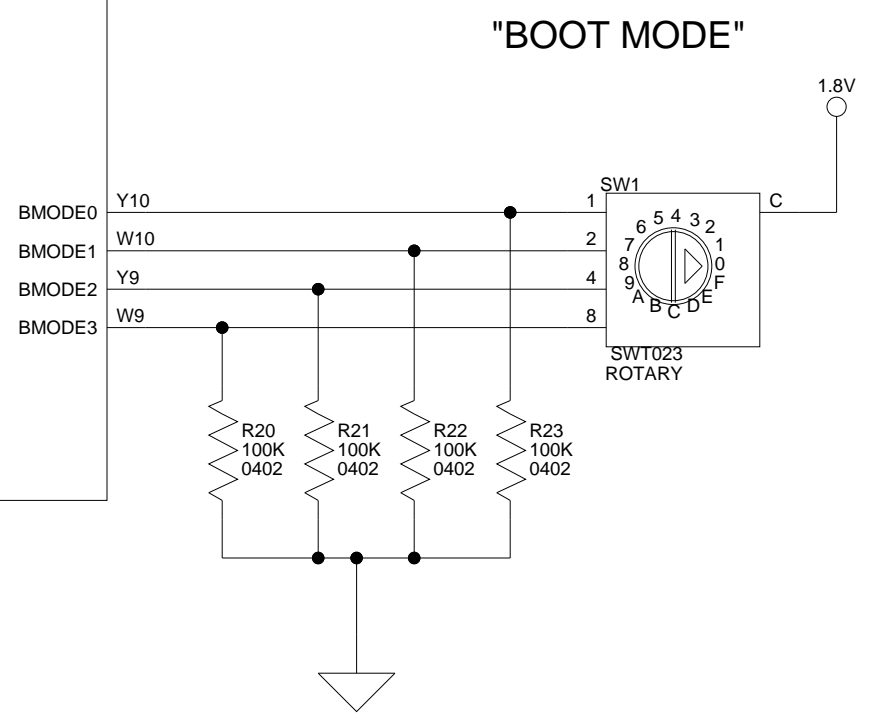 "BOOT MODE"
1.8V
SW1
BMODE0 Y10 1 C
BMODE1 W10 2
BMODE2 Y9 4
BMODE3 W9 8
0
1
2
3
4
5
6
7
8
9
A
B
C
D
E
F
SWT023
ROTARY
R20
100K
0402
R21
100K
0402
R22
100K
0402
R23
100K
0402